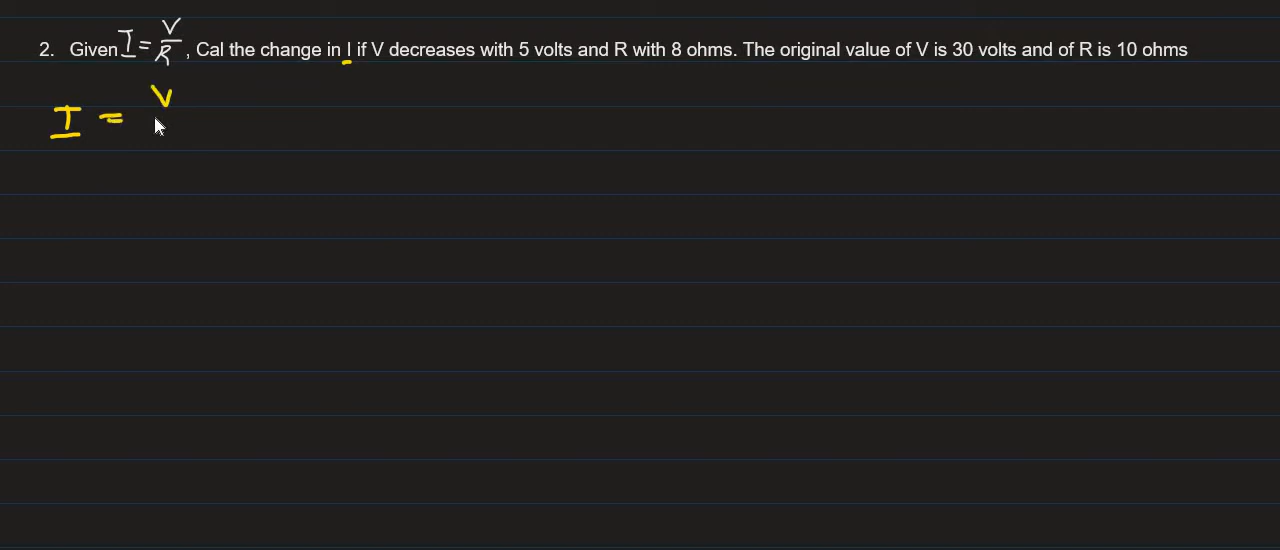 2. Given I = V/R, Cal the change in I if V decreases with 5 volts and R with 8 ohms. The original value of V is 30 volts and of R is 10 ohms
I = V